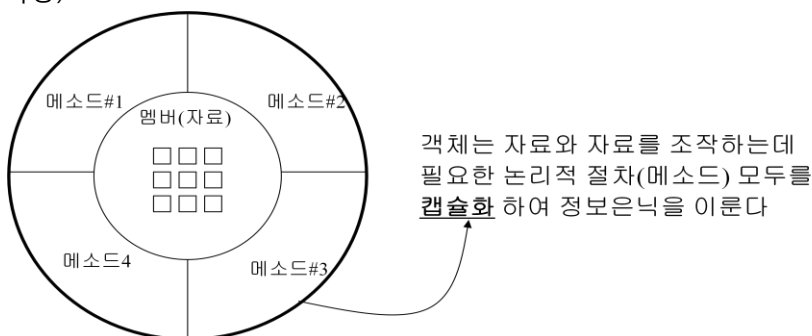 메소드#1
메소드#2
멤버(자료)
객체는 자료와 자료를 조작하는데
필요한 논리적 절차(메소드) 모두를
캡슐화 하여 정보은닉을 이룬다
메소드4
메소드#3